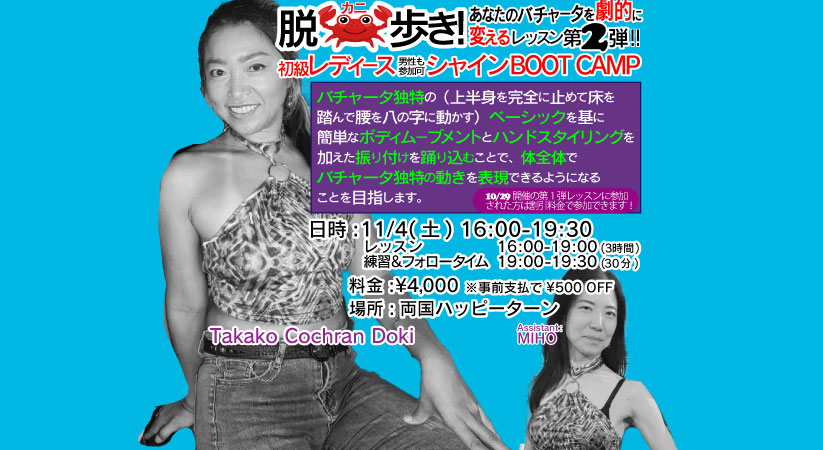 カニ
脱 歩き! あなたのバチャータを劇的に
変えるレッスン第2弾!!
初級レディース 男性も参加可 シャイン BOOT CAMP
バチャータ独特の(上半身を完全に止めて床を
踏んで腰を八の字に動かす)ベーシックを基に
簡単なボディムーブメントとハンドスタイリングを
加えた振り付けを踊り込むことで、体全体で
バチャータ独特の動きを表現できるようになる
ことを目指します。
10/29 開催の第1弾レッスンに参加
された方は割引料金で参加できます!
日時:11/4(土) 16:00-19:30
レッスン 16:00-19:00 (3時間)
練習&フォロータイム 19:00-19:30 (30分)
料金:¥4,000 ※事前支払で ¥500 OFF
場所:両国ハッピーターン
Takako Cochran Doki
Assistant:
MIHO